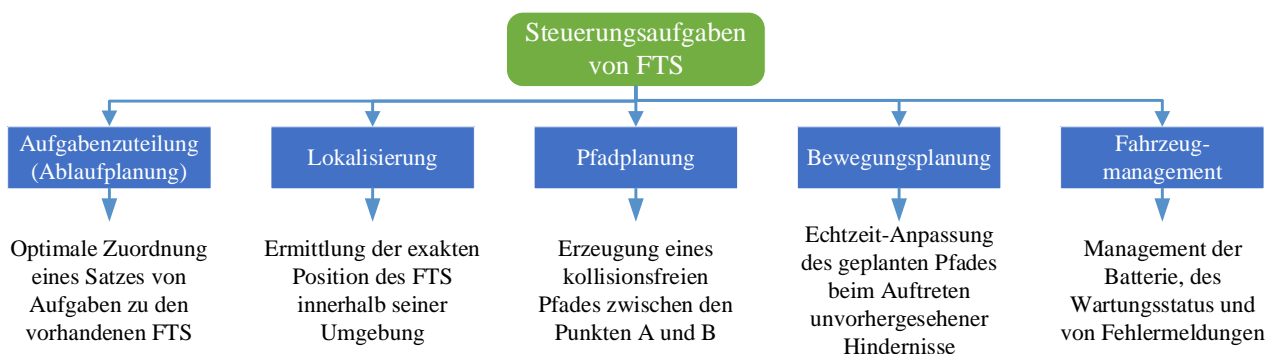 Steuerungsaufgaben
von FTS
Aufgabenzuteilung
(Ablaufplanung)
Lokalisierung
Pfadplanung
Bewegungsplanung
Fahrzeug-
management
Optimale Zuordnung
eines Satzes von
Aufgaben zu den
vorhandenen FTS
Ermittlung der exakten
Position des FTS
innerhalb seiner
Umgebung
Erzeugung eines
kollisionsfreien
Pfades zwischen den
Punkten A und B
Echtzeit-Anpassung
des geplanten Pfades
beim Auftreten
unvorhergesehener
Hindernisse
Management der
Batterie, des
Wartungsstatus und
von Fehlermeldungen